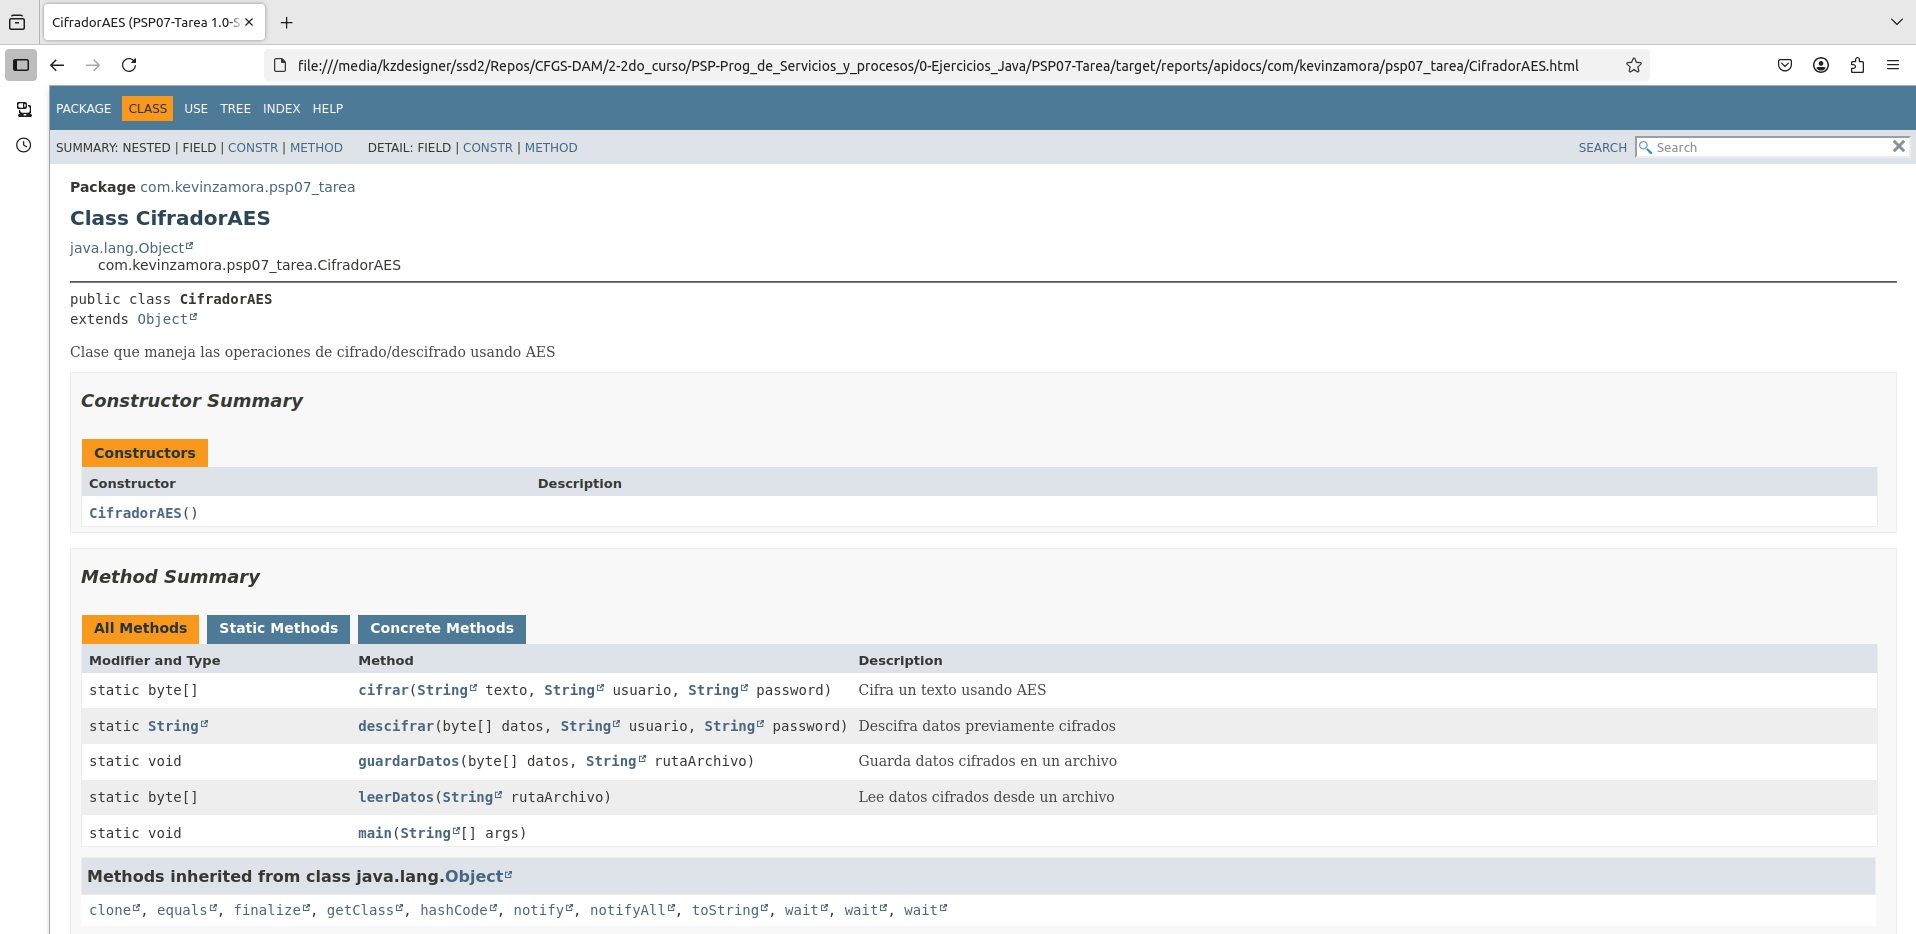 CifradorAES (PSP07-Tarea 1.0-S
file:///media/kzdesigner/ssd2/Repos/CFGS-DAM/2-2do_curso/PSP-Prog_de_Servicios_y_procesos/0-Ejercicios_Java/PSP07-Tarea/target/reports/apidocs/com/kevinzamora/psp07_tarea/CifradorAES.html
PACKAGE CLASS USE TREE INDEX HELP
SUMMARY: NESTED | FIELD | CONSTR | METHOD DETAIL: FIELD | CONSTR | METHOD SEARCH Search
Package com.kevinzamora.psp07_tarea
Class CifradorAES
java.lang.Object
com.kevinzamora.psp07_tarea.CifradorAES
public class CifradorAES
extends Object
Clase que maneja las operaciones de cifrado/descifrado usando AES
Constructor Summary
Constructors
Constructor Description
CifradorAES()
Method Summary
All Methods Static Methods Concrete Methods
Modifier and Type Method Description
static byte[] cifrar(String texto, String usuario, String password) Cifra un texto usando AES
static String descifrar(byte[] datos, String usuario, String password) Descifra datos previamente cifrados
static void guardarDatos(byte[] datos, String rutaArchivo) Guarda datos cifrados en un archivo
static byte[] leerDatos(String rutaArchivo) Lee datos cifrados desde un archivo
static void main(String[] args)
Methods inherited from class java.lang.Object
clone, equals, finalize, getClass, hashCode, notify, notifyAll, toString, wait, wait, wait